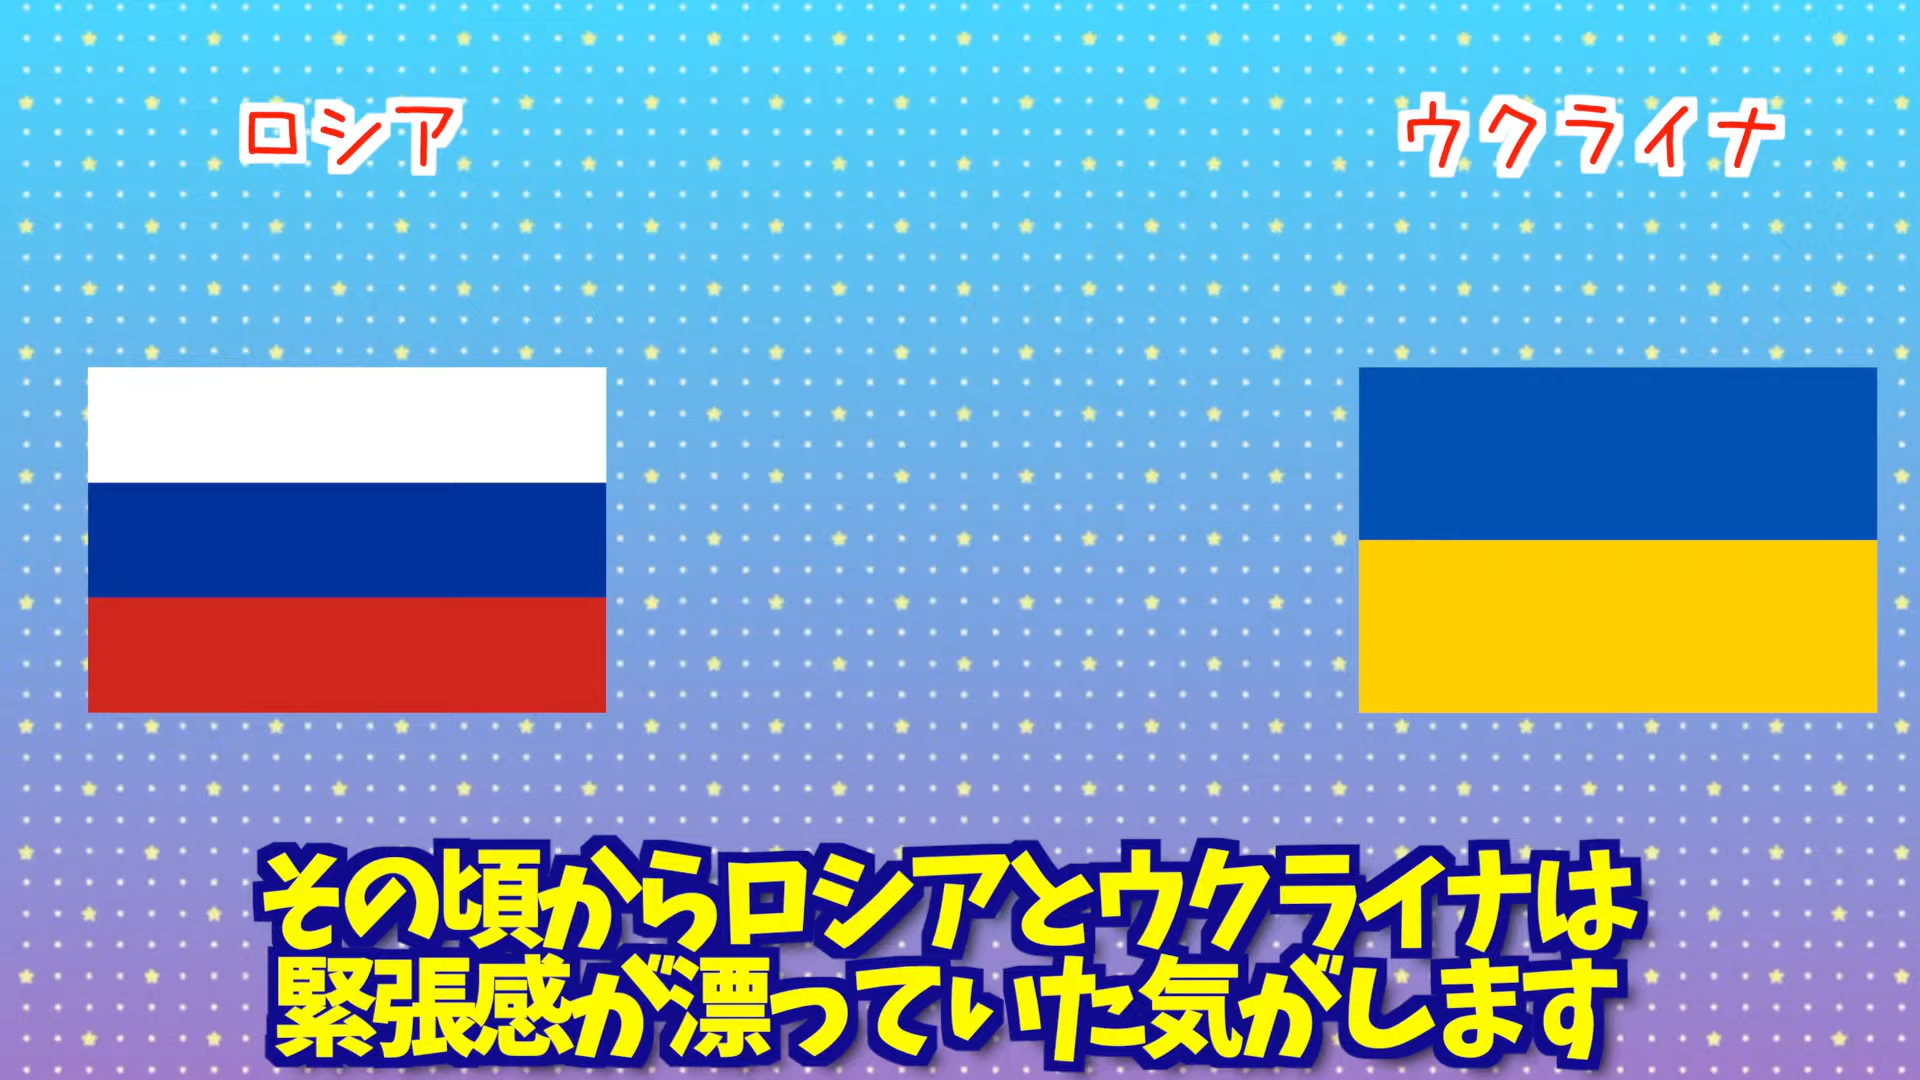 ロシア
ウクライナ
その頃からロシアとウクライナは
緊張感が漂っていた気がします